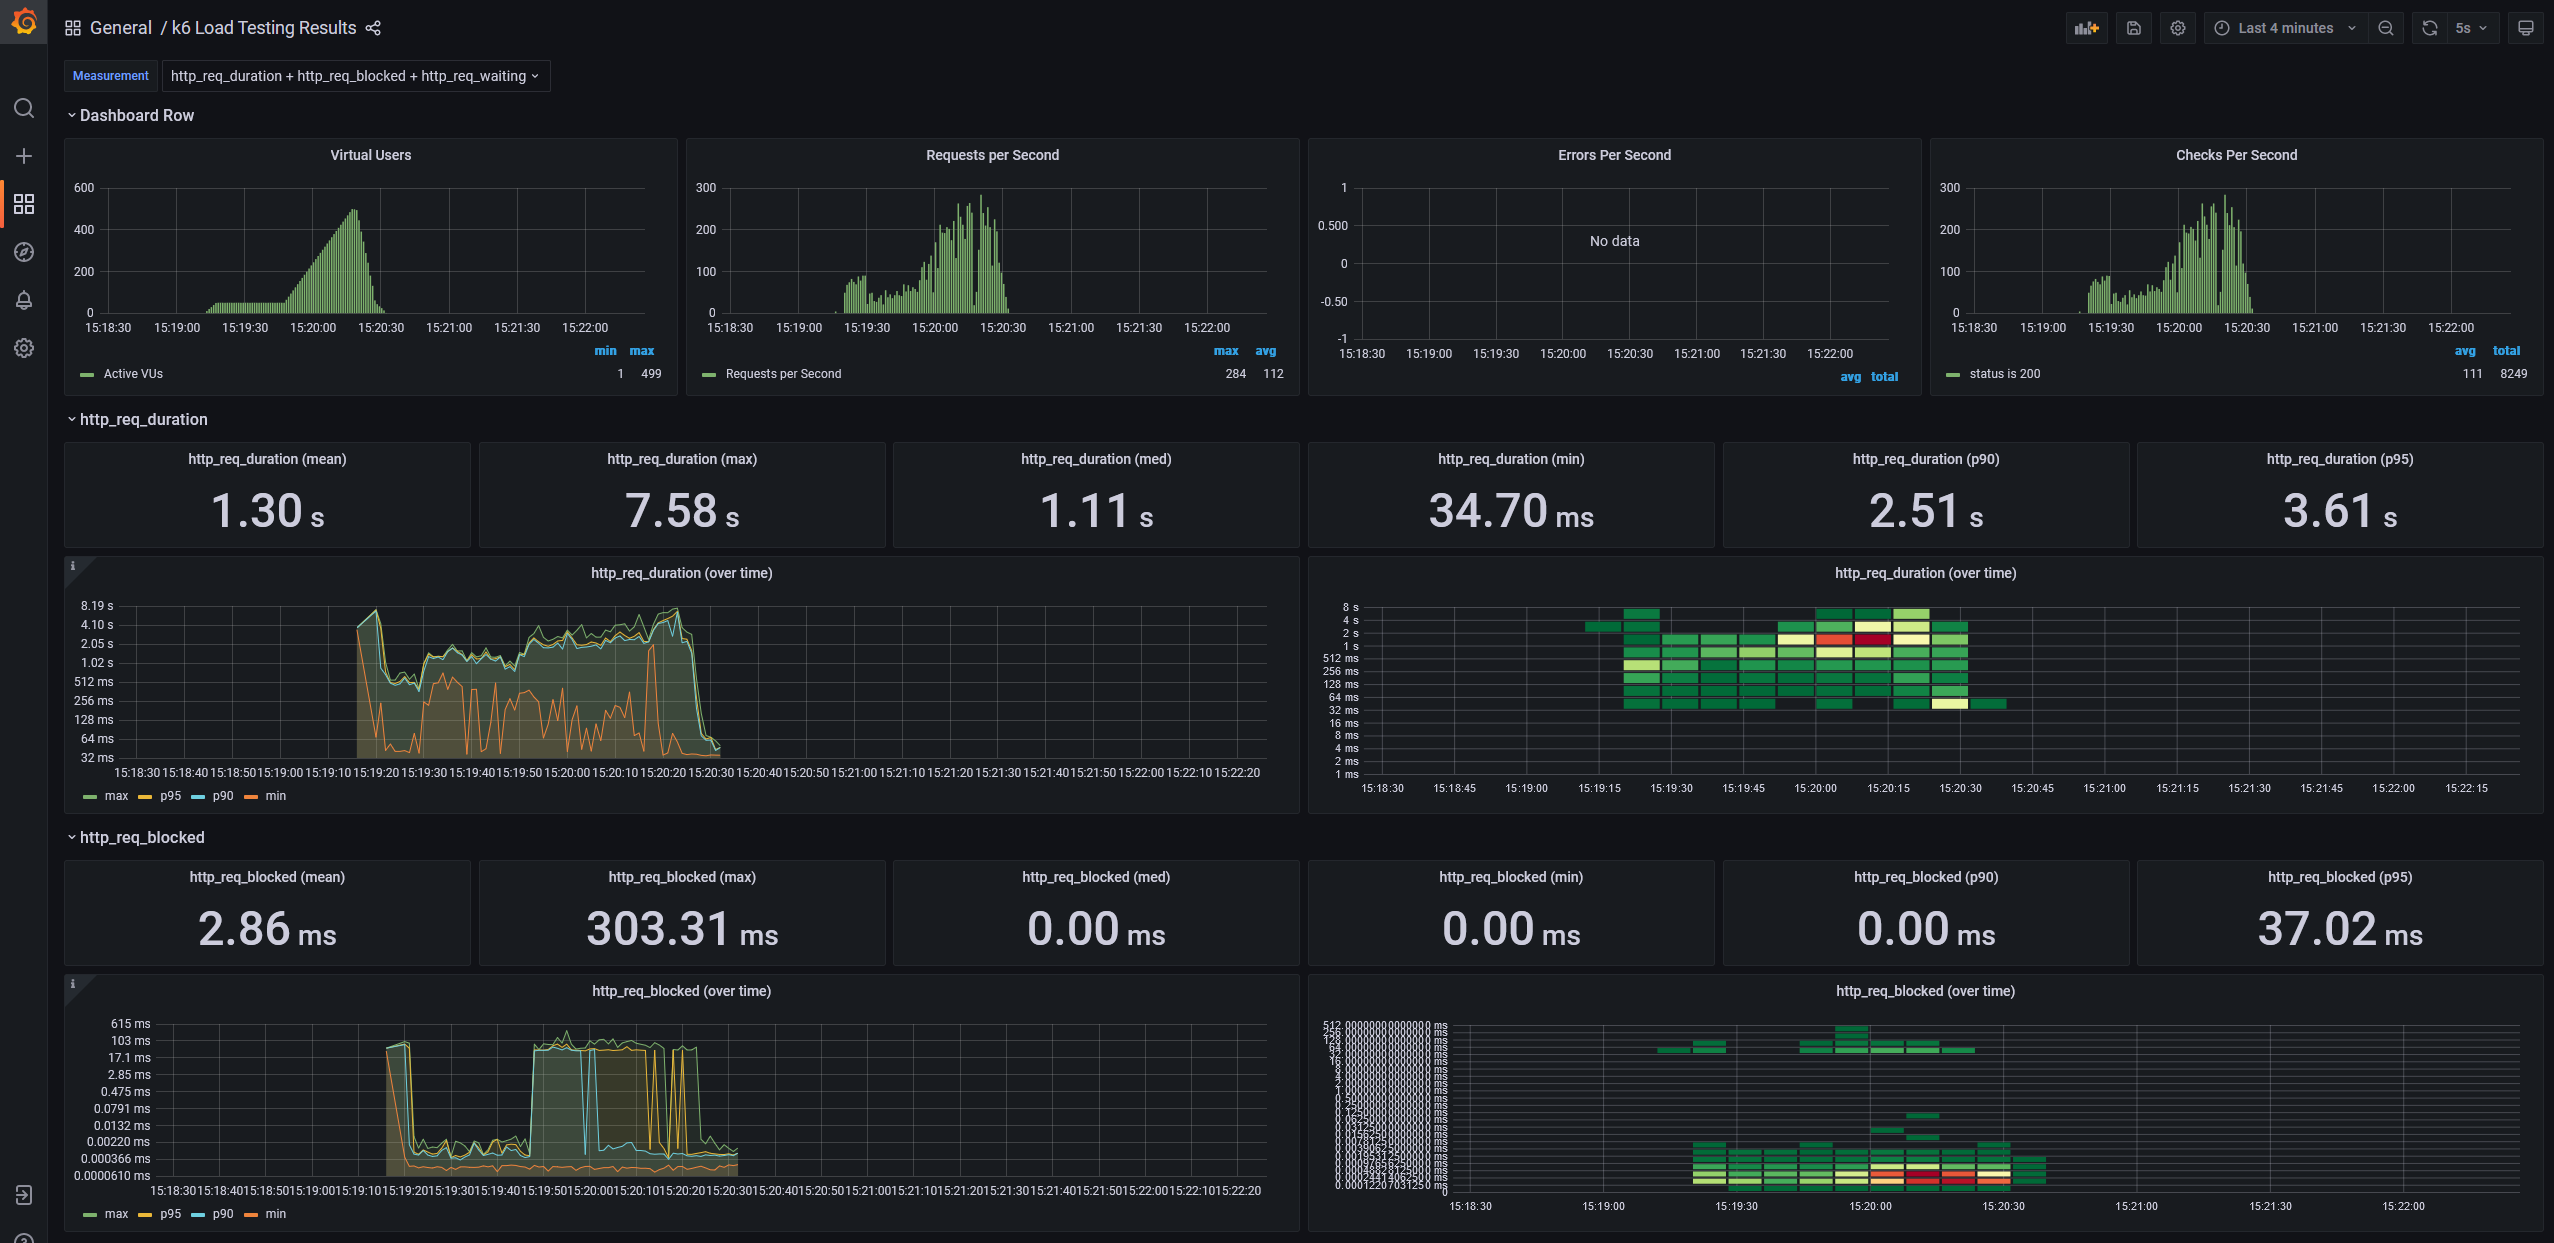 General / k6 Load Testing Results
Last 4 minutes
5s
Measurement
http_req_duration + http_req_blocked + http_req_waiting
Dashboard Row
Virtual Users
600
400
200
0
15:18:30 15:19:00 15:19:30 15:20:00 15:20:30 15:21:00 15:21:30 15:22:00
min max
Active VUs 1 499
Requests per Second
300
200
100
0
15:18:30 15:19:00 15:19:30 15:20:00 15:20:30 15:21:00 15:21:30 15:22:00
max avg
Requests per Second 284 112
Errors Per Second
1
0.500
0
-0.50
-1
No data
15:18:30 15:19:00 15:19:30 15:20:00 15:20:30 15:21:00 15:21:30 15:22:00
avg total
Checks Per Second
300
200
100
0
15:18:30 15:19:00 15:19:30 15:20:00 15:20:30 15:21:00 15:21:30 15:22:00
avg total
status is 200 111 8249
http_req_duration
http_req_duration (mean)
1.30 s
http_req_duration (max)
7.58 s
http_req_duration (med)
1.11 s
http_req_duration (min)
34.70 ms
http_req_duration (p90)
2.51 s
http_req_duration (p95)
3.61 s
http_req_duration (over time)
8.19 s
4.10 s
2.05 s
1.02 s
512 ms
256 ms
128 ms
64 ms
32 ms
15:18:30 15:18:40 15:18:50 15:19:00 15:19:10 15:19:20 15:19:30 15:19:40 15:19:50 15:20:00 15:20:10 15:20:20 15:20:30 15:20:40 15:20:50 15:21:00 15:21:10 15:21:20 15:21:30 15:21:40 15:21:50 15:22:00 15:22:10 15:22:20
max p95 p90 min
http_req_duration (over time)
8 s
4 s
2 s
1 s
512 ms
256 ms
128 ms
64 ms
32 ms
16 ms
8 ms
4 ms
2 ms
1 ms
15:18:30 15:18:45 15:19:00 15:19:15 15:19:30 15:19:45 15:20:00 15:20:15 15:20:30 15:20:45 15:21:00 15:21:15 15:21:30 15:21:45 15:22:00 15:22:15
http_req_blocked
http_req_blocked (mean)
2.86 ms
http_req_blocked (max)
303.31 ms
http_req_blocked (med)
0.00 ms
http_req_blocked (min)
0.00 ms
http_req_blocked (p90)
0.00 ms
http_req_blocked (p95)
37.02 ms
http_req_blocked (over time)
615 ms
103 ms
17.1 ms
2.85 ms
0.475 ms
0.0791 ms
0.0132 ms
0.00220 ms
0.000366 ms
0.0000610 ms
15:18:30 15:18:40 15:18:50 15:19:00 15:19:10 15:19:20 15:19:30 15:19:40 15:19:50 15:20:00 15:20:10 15:20:20 15:20:30 15:20:40 15:20:50 15:21:00 15:21:10 15:21:20 15:21:30 15:21:40 15:21:50 15:22:00 15:22:10 15:22:20
max p95 p90 min
http_req_blocked (over time)
0
15:18:30 15:19:00 15:19:30 15:20:00 15:20:30 15:21:00 15:21:30 15:22:00